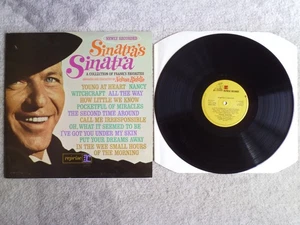 NEWLY RECORDED
Sinatra's
Sinatra
A COLLECTION OF FRANK'S FAVORITES
Nelson Riddle
YOUNG AT HEART NANCY
WITCHCRAFT ALL THE WAY
HOW LITTLE WE KNOW
POCKETFUL OF MIRACLES
THE SECOND TIME AROUND
CALL ME IRRESPONSIBLE
OH, WHAT IT SEEMED TO BE
I'VE GOT YOU UNDER MY SKIN
PUT YOUR DREAMS AWAY
IN THE WEE SMALL HOURS
OF THE MORNING
reprise